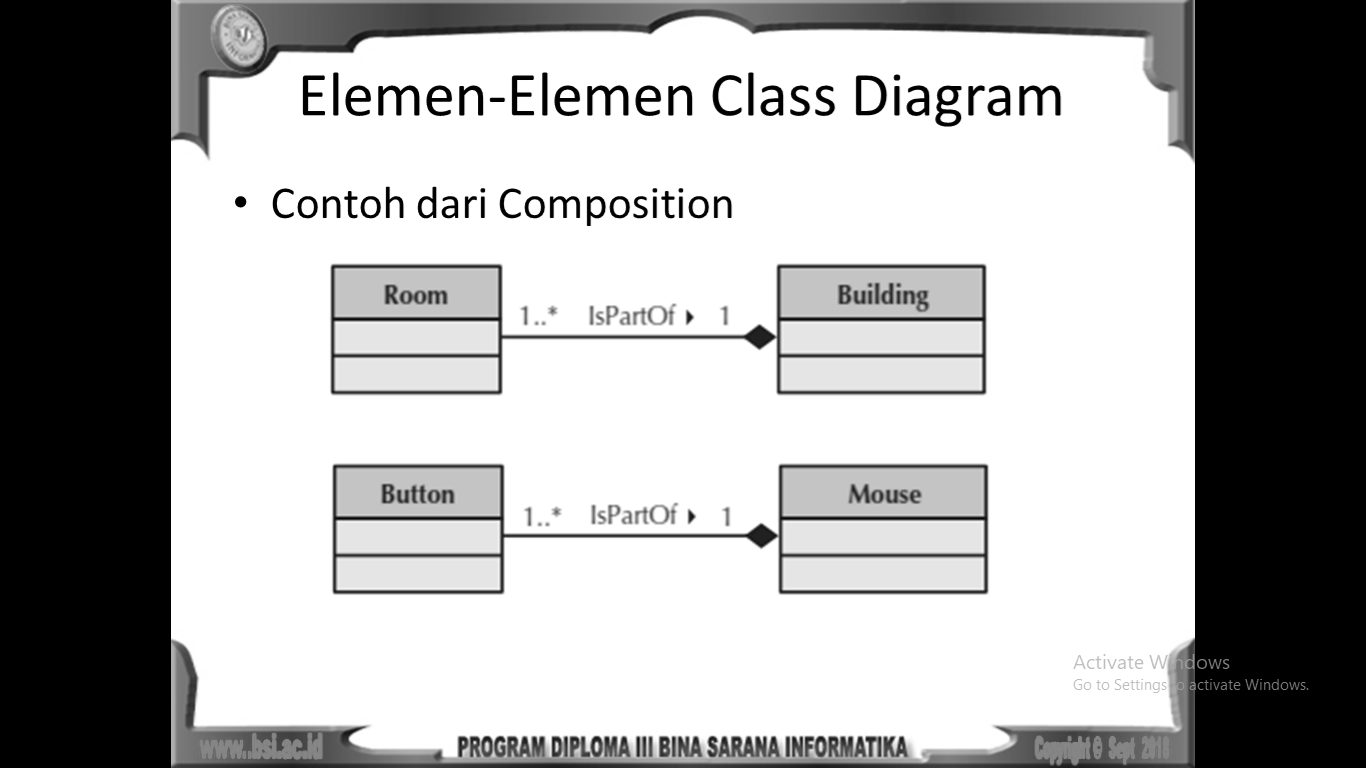 Elemen-Elemen Class Diagram
• Contoh dari Composition
Room
1..* IsPartOf 1
Building
Button
1..* IsPartOf 1
Mouse
Activate Windows
Go to Settings to activate Windows.
www..bsi.ac.id
PROGRAM DIPLOMA III BINA SARANA INFORMATIKA